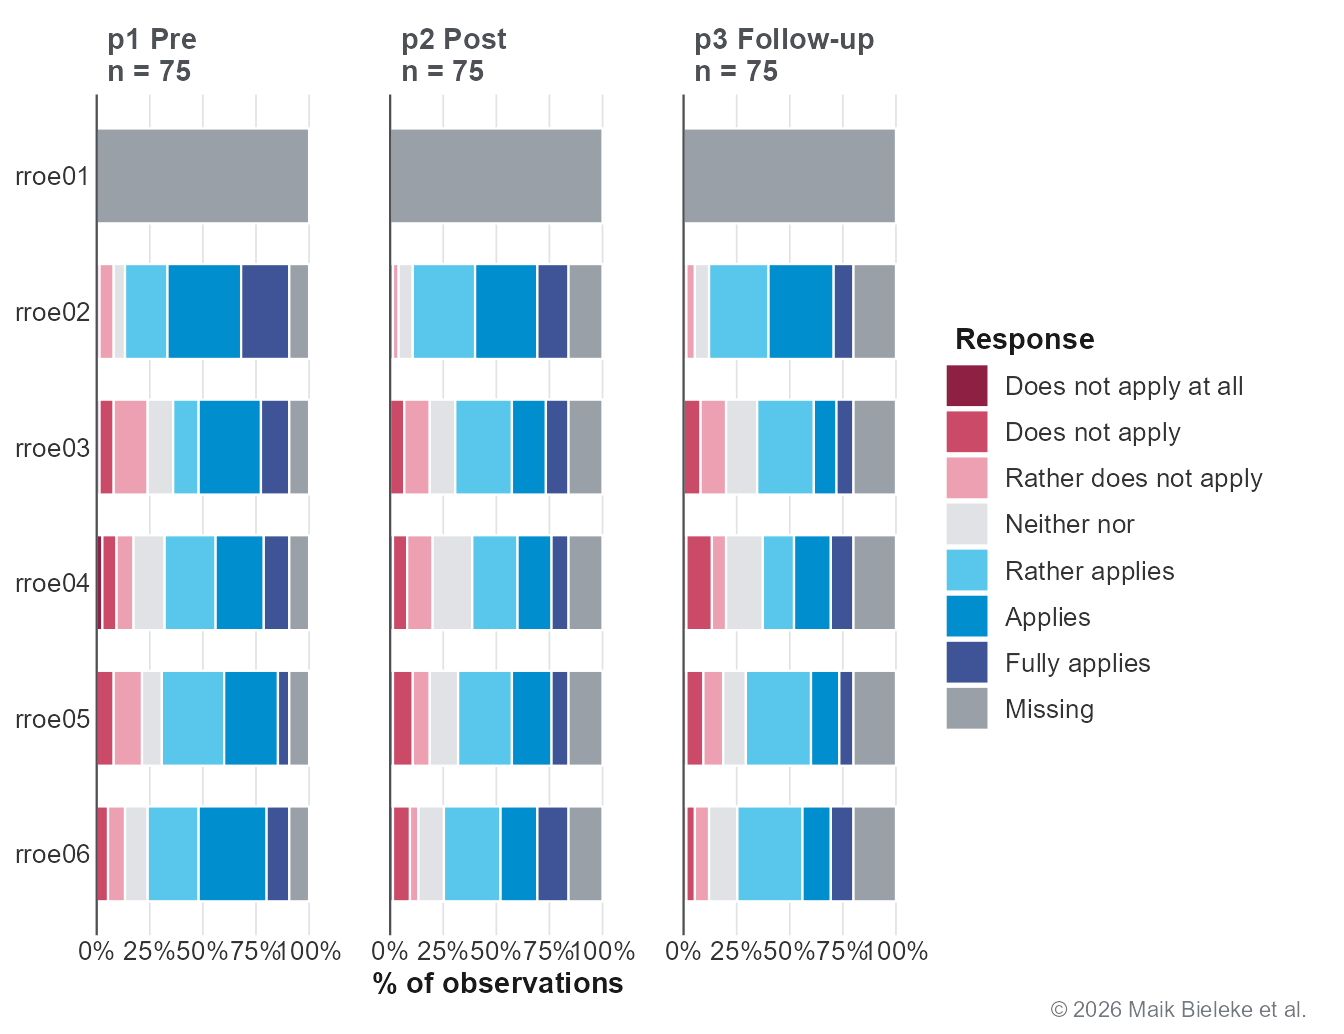 p1 Pre
n = 75
p2 Post
n = 75
p3 Follow-up
n = 75
rroe01
rroe02
rroe03
rroe04
rroe05
rroe06
0% 25% 50% 75% 100%
0% 25% 50% 75% 100%
0% 25% 50% 75% 100%
% of observations
Response
Does not apply at all
Does not apply
Rather does not apply
Neither nor
Rather applies
Applies
Fully applies
Missing
© 2026 Maik Bieleke et al.